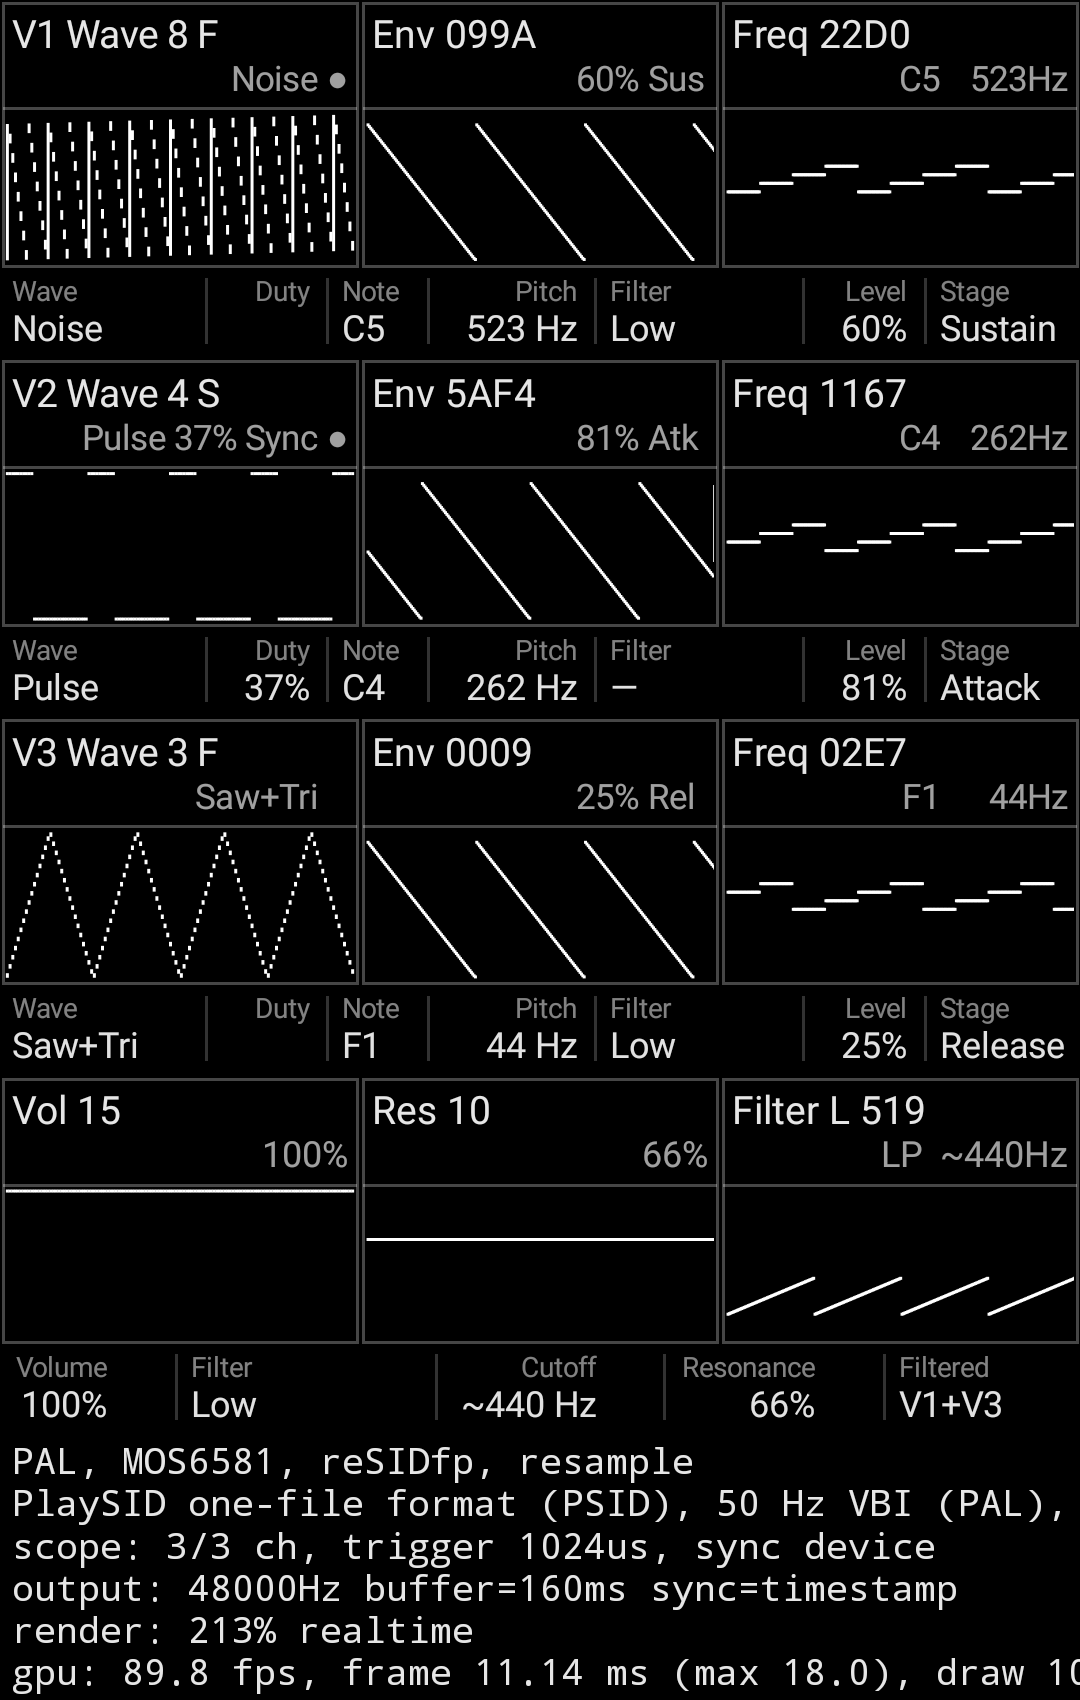 V1 Wave 8 F Env 099A Freq 22D0
Noise ● 60% Sus C5 523Hz
Wave Duty Note Pitch Filter Level Stage
Noise C5 523 Hz Low 60% Sustain
V2 Wave 4 S Env 5AF4 Freq 1167
Pulse 37% Sync ● 81% Atk C4 262Hz
Wave Duty Note Pitch Filter Level Stage
Pulse 37% C4 262 Hz — 81% Attack
V3 Wave 3 F Env 0009 Freq 02E7
Saw+Tri 25% Rel F1 44Hz
Wave Duty Note Pitch Filter Level Stage
Saw+Tri F1 44 Hz Low 25% Release
Vol 15 Res 10 Filter L 519
100% 66% LP ~440Hz
Volume Filter Cutoff Resonance Filtered
100% Low ~440 Hz 66% V1+V3
PAL, MOS6581, reSIDfp, resample
PlaySID one-file format (PSID), 50 Hz VBI (PAL),
scope: 3/3 ch, trigger 1024us, sync device
output: 48000Hz buffer=160ms sync=timestamp
render: 213% realtime
gpu: 89.8 fps, frame 11.14 ms (max 18.0), draw 10